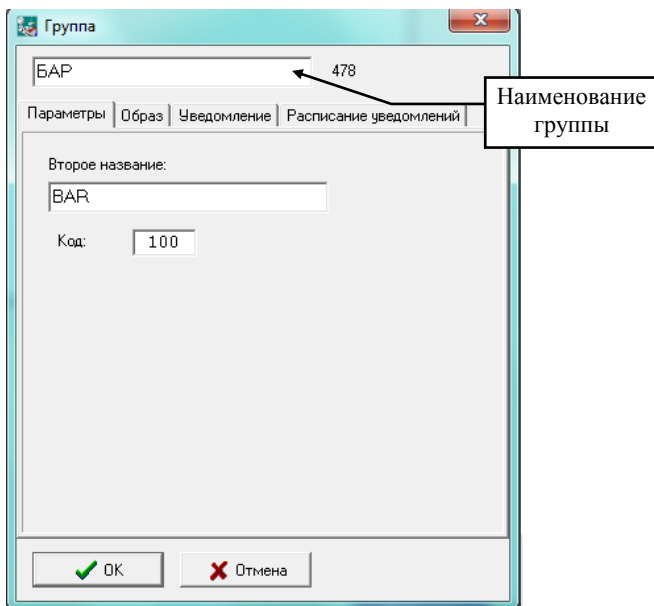 Группа
БАР 478
Наименование
группы
Параметры Образ Уведомление Расписание уведомлений
Второе название:
BAR
Код: 100
OK Отмена